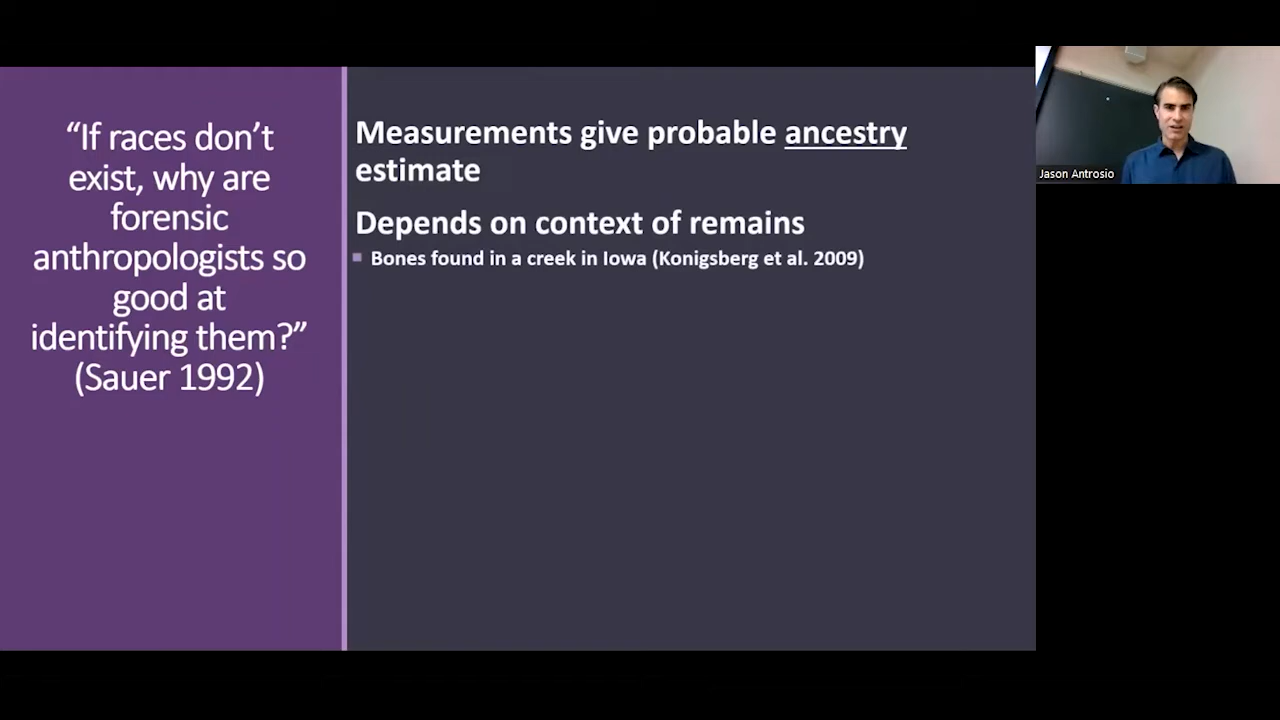 “If races don’t
exist, why are
forensic
anthropologists so
good at
identifying them?”
(Sauer 1992)
Measurements give probable ancestry
estimate
Depends on context of remains
Bones found in a creek in Iowa (Konigsberg et al. 2009)
Jason Antrosio